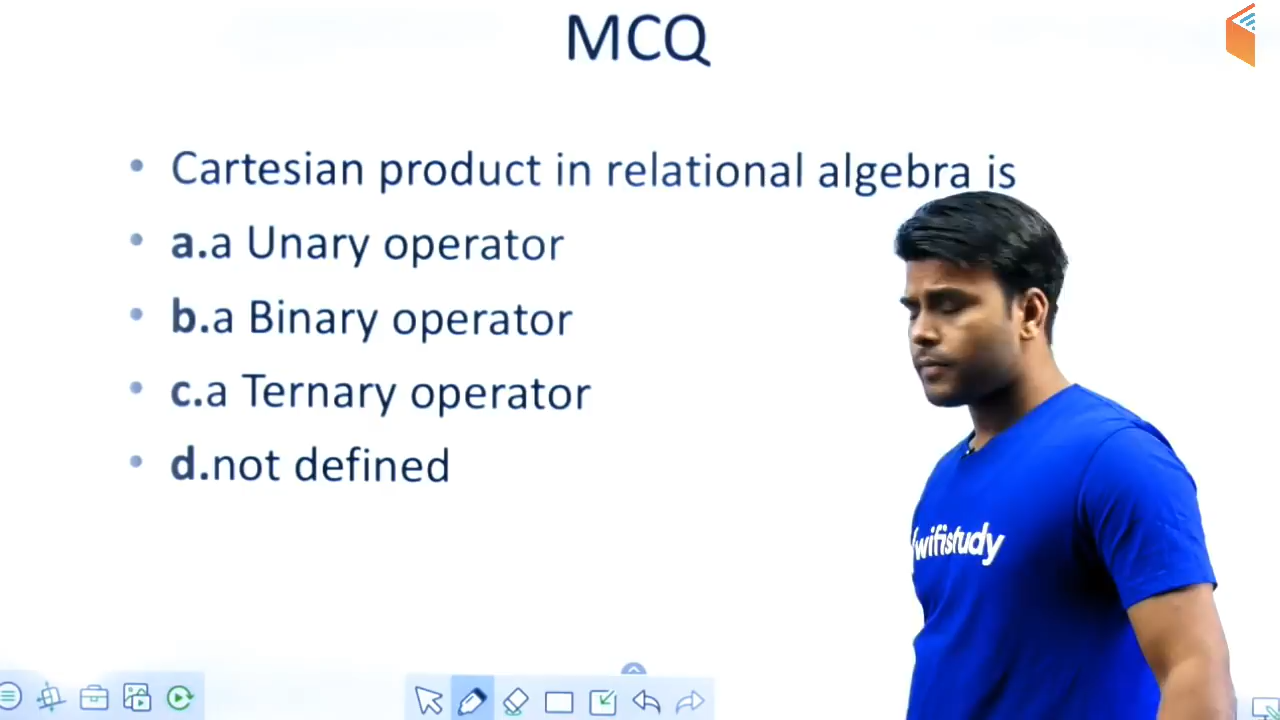 MCQ
• Cartesian product in relational algebra is
• a.a Unary operator
• b.a Binary operator
• c.a Ternary operator
• d.not defined
wifistudy